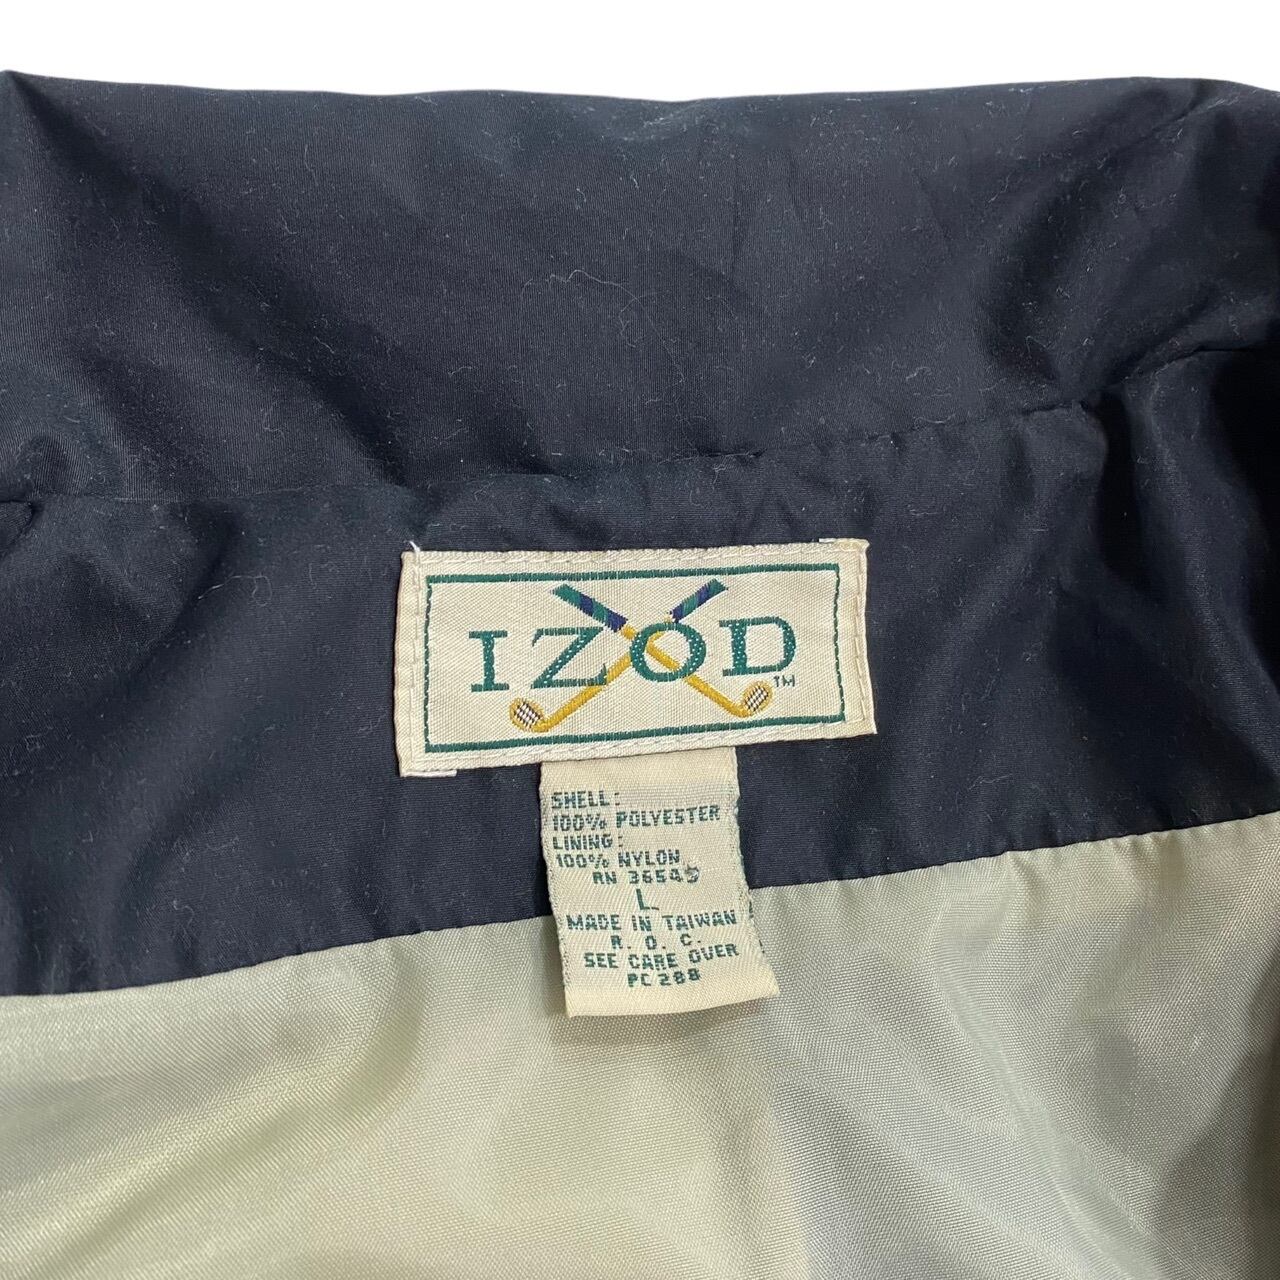 IZOD
TM
SHELL:
100% POLYESTER
LINING:
100% NYLON
RN 36545
L
MADE IN TAIWAN
R. O. C.
SEE CARE OVER
PC 288